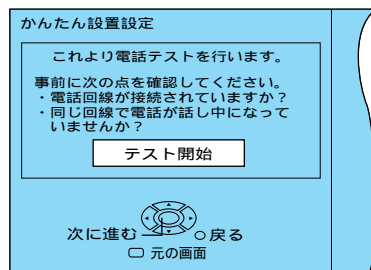 かんたん設置設定
これより電話テストを行います。
事前に次の点を確認してください。
・電話回線が接続されていますか？
・同じ回線で電話が話し中になって
いませんか？
テスト開始
次に進む
戻る
元の画面